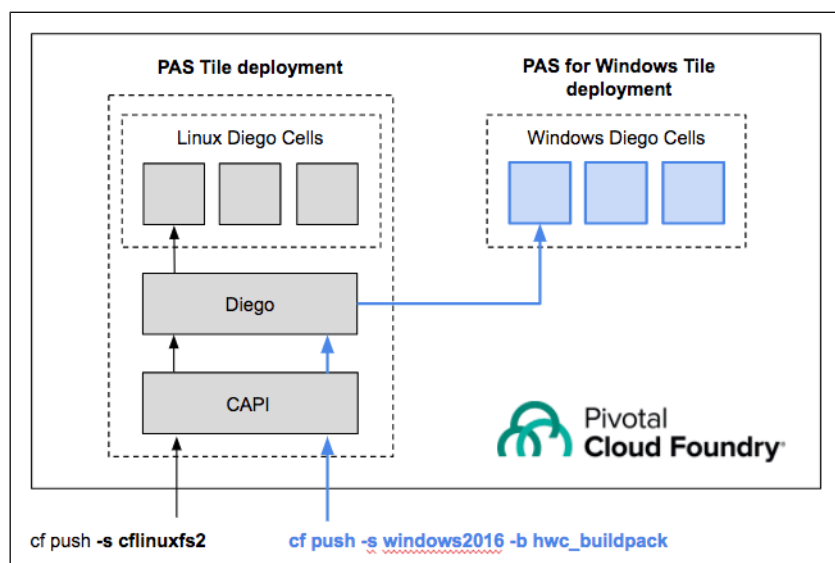 PAS Tile deployment
PAS for Windows Tile
deployment
Linux Diego Cells
Windows Diego Cells
Diego
CAPI
Pivotal
Cloud Foundry
cf push -s cflinuxfs2
cf push -s windows2016 -b hwc_buildpack